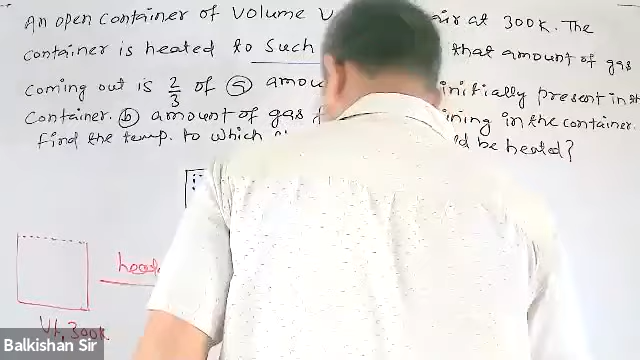 An open container of volume V air at 300K. The
container is heated to such that amount of gas
coming out is 2/3 of (a) amou initially present in th
container. (b) amount of gas ning in the container.
find the temp. to which d be heated?
heat
300K
Balkishan Sir